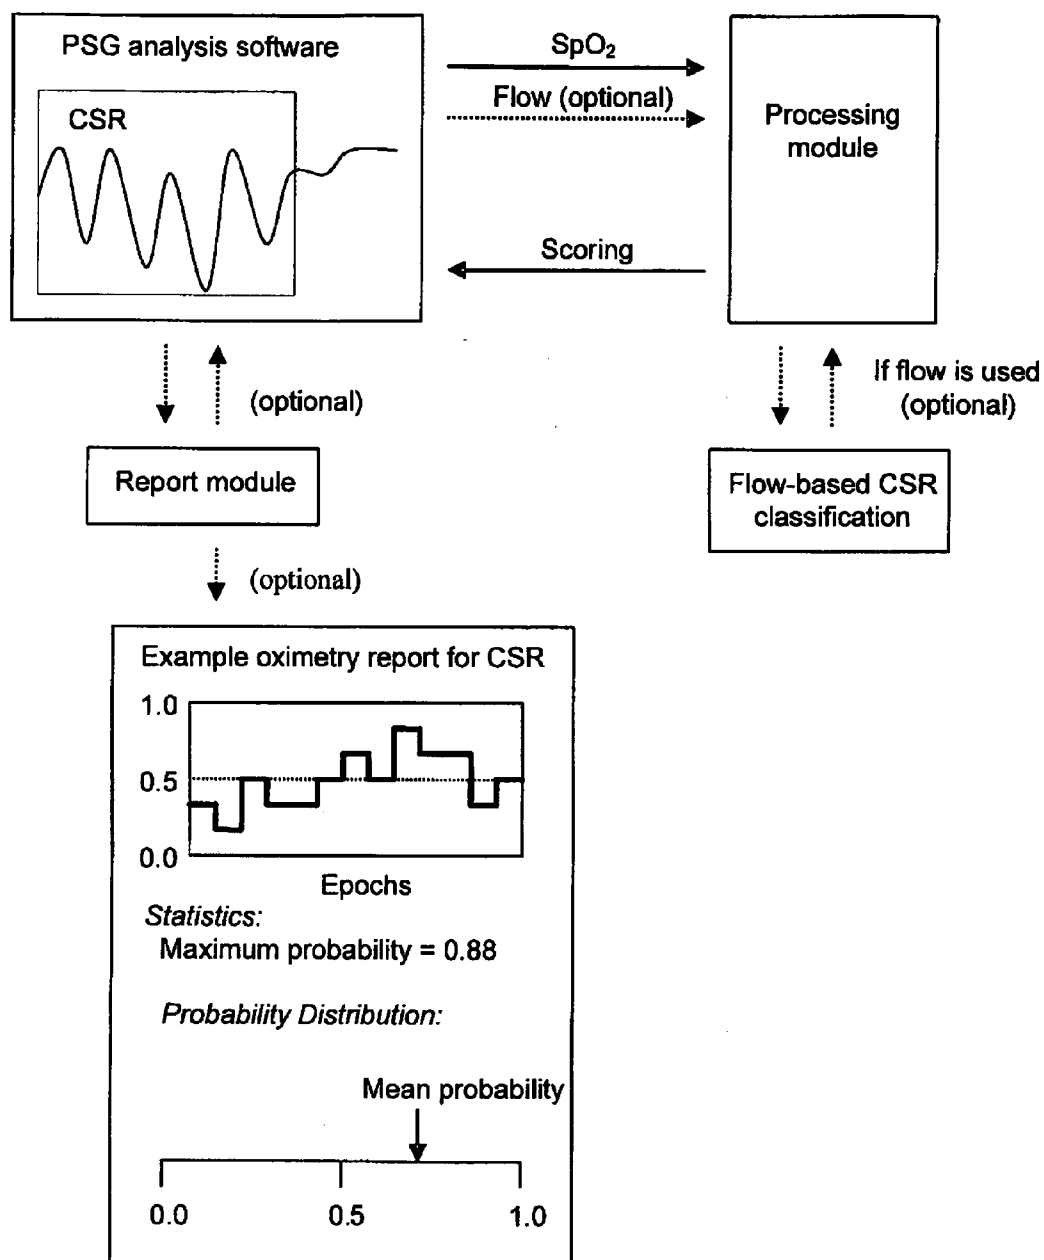 PSG analysis software
CSR
SpO₂
Flow (optional)
Scoring
Processing
module
(optional)
If flow is used
(optional)
Report module
Flow-based CSR
classification
(optional)
Example oximetry report for CSR
1.0
0.5
0.0
Epochs
Statistics:
Maximum probability = 0.88
Probability Distribution:
Mean probability
0.0 0.5 1.0